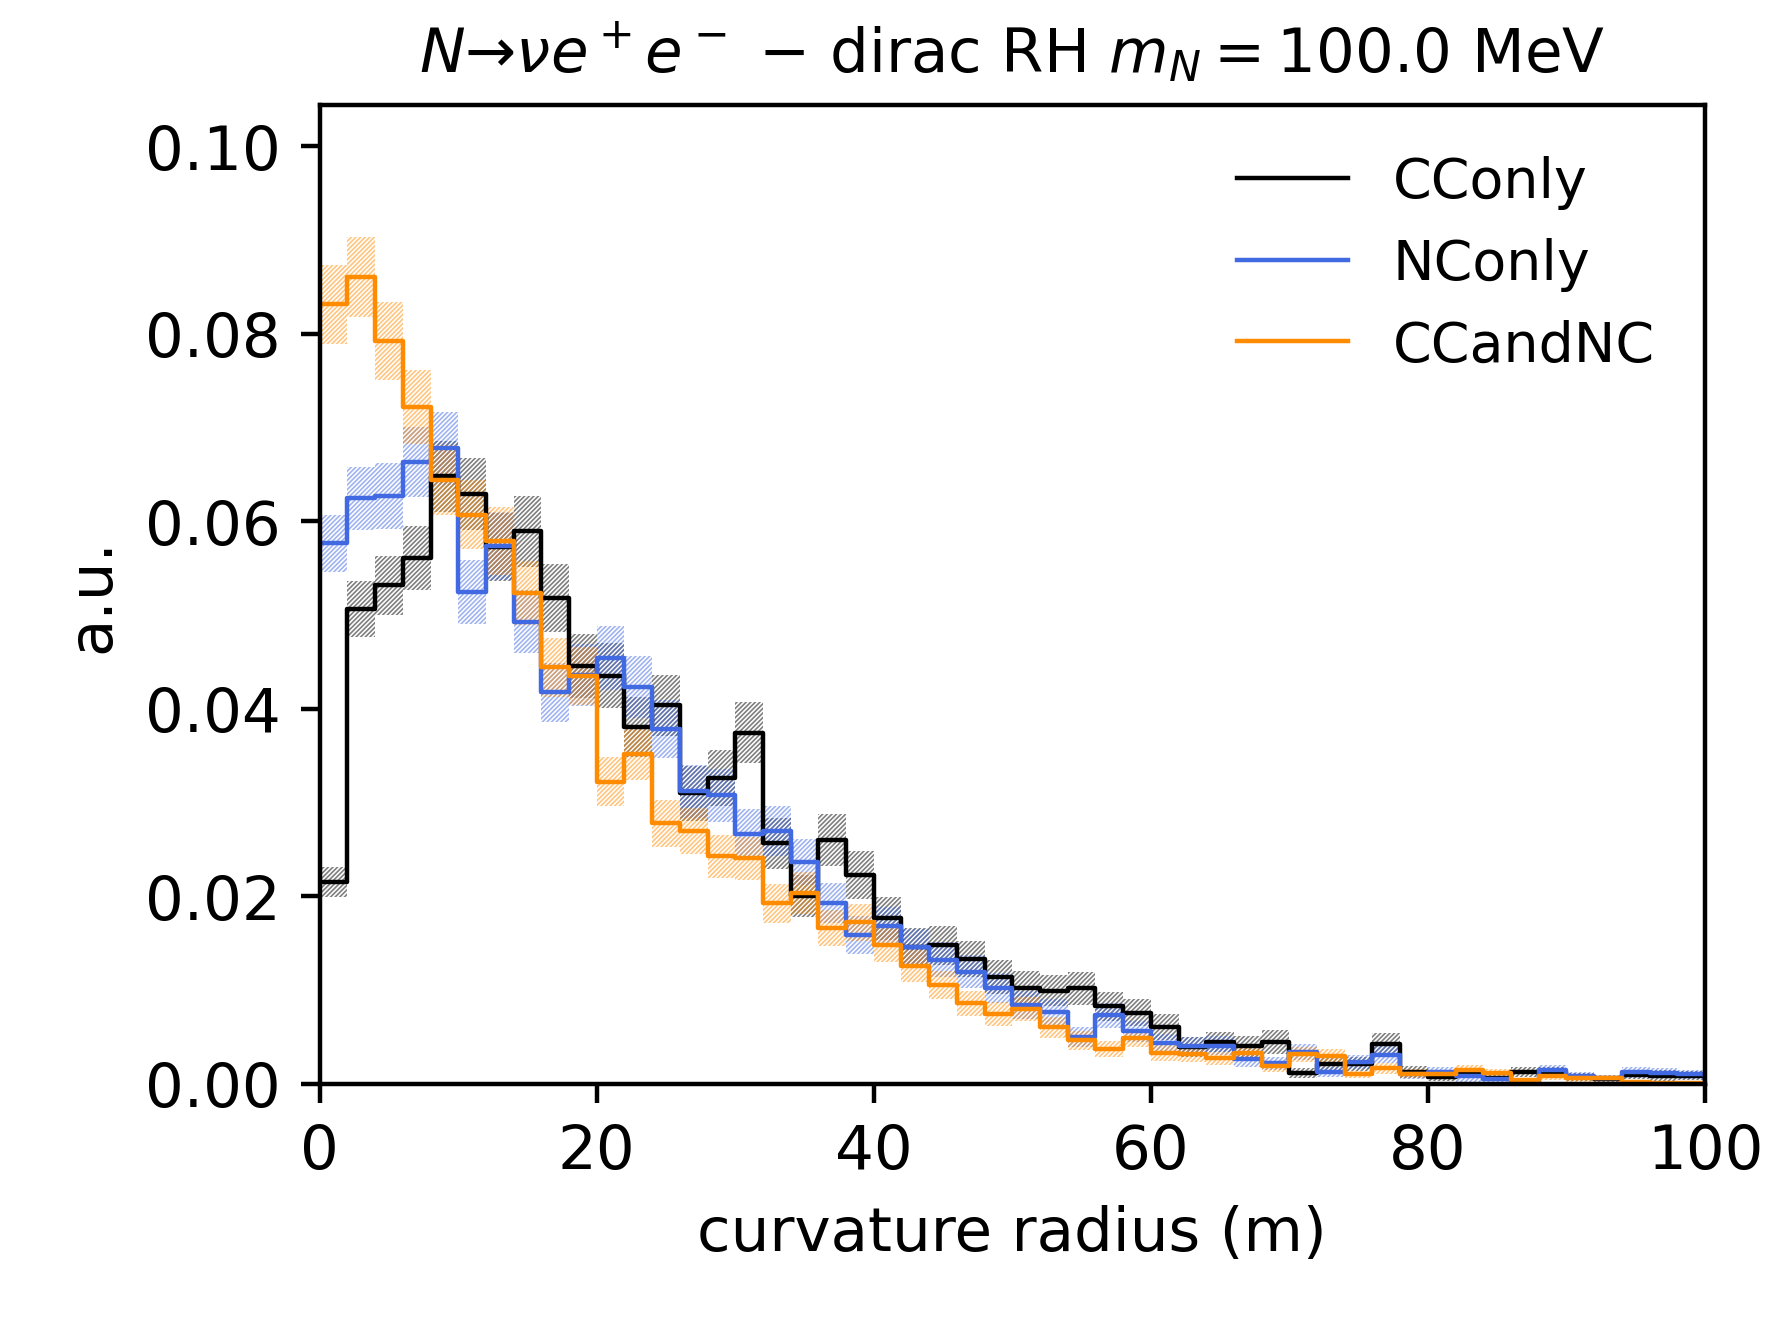 N→νe⁺e⁻ − dirac RH m_N = 100.0 MeV
0.10
0.08
0.06
0.04
0.02
0.00
a.u.
CConly
NConly
CCandNC
0 20 40 60 80 100
curvature radius (m)